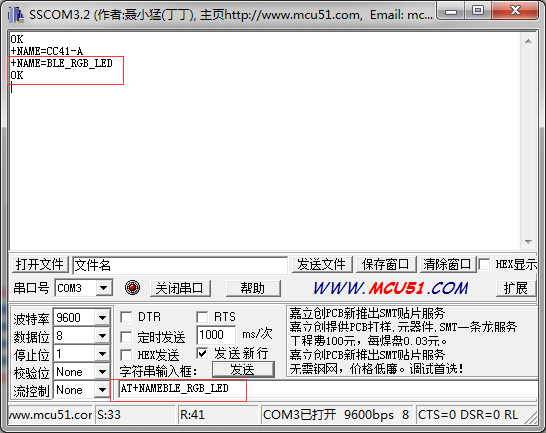 SSCOM3.2 (作者:聂小猛(丁丁), 主页http://www.mcu51.com, Email: mc...
OK
+NAME=CC41-A
+NAME=BLE_RGB_LED
OK
打开文件 文件名 发送文件 保存窗口 清除窗口 HEX显示
串口号 COM3 关闭串口 帮助 WWW.MCU51.COM 扩展
波特率 9600 DTR RTS
数据位 8 定时发送 1000 ms/次
停止位 1 HEX发送 发送新行
校验位 None 字符串输入框: 发送
流控制 None AT+NAMEBLE_RGB_LED
嘉立创PCB新推出SMT贴片服务
嘉立创提供PCB打样.元器件.SMT一条龙服务
工程费100元，每焊盘0.03元。
嘉立创PCB新推出SMT贴片服务
无需钢网，价格低廉。调试首选！
www.mcu51.con S:33 R:41 COM3已打开 9600bps 8 CTS=0 DSR=0 RL